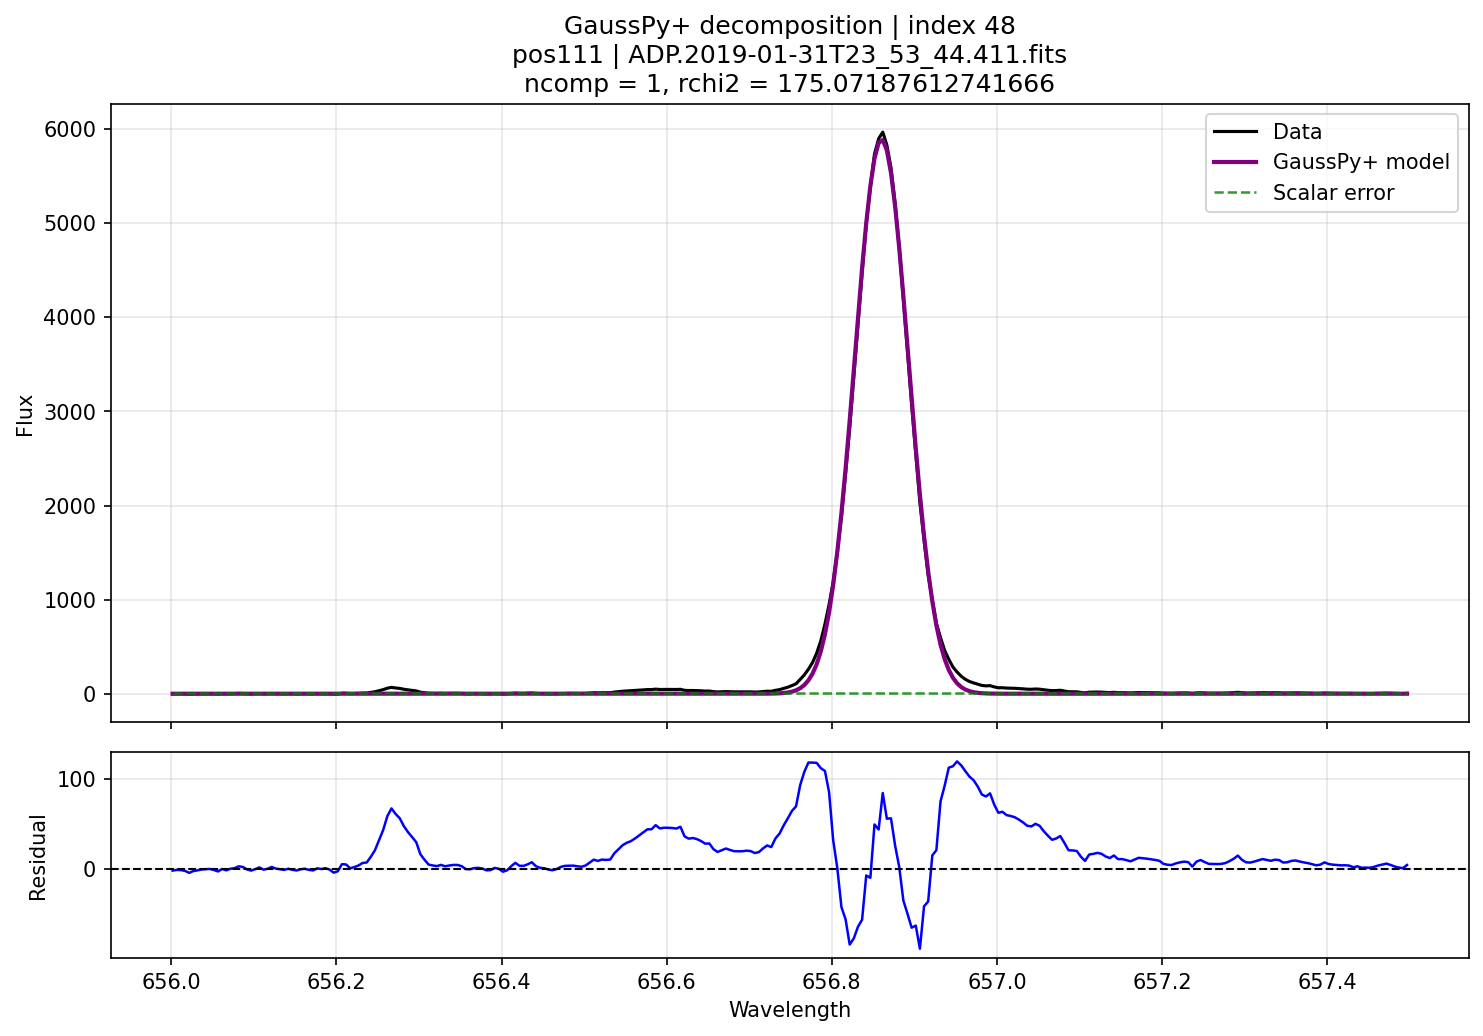 GaussPy+ decomposition | index 48
pos111 | ADP.2019-01-31T23_53_44.411.fits
ncomp = 1, rchi2 = 175.07187612741666
Data
GaussPy+ model
Scalar error
6000
5000
4000
3000
2000
1000
0
Flux
100
0
Residual
656.0 656.2 656.4 656.6 656.8 657.0 657.2 657.4
Wavelength